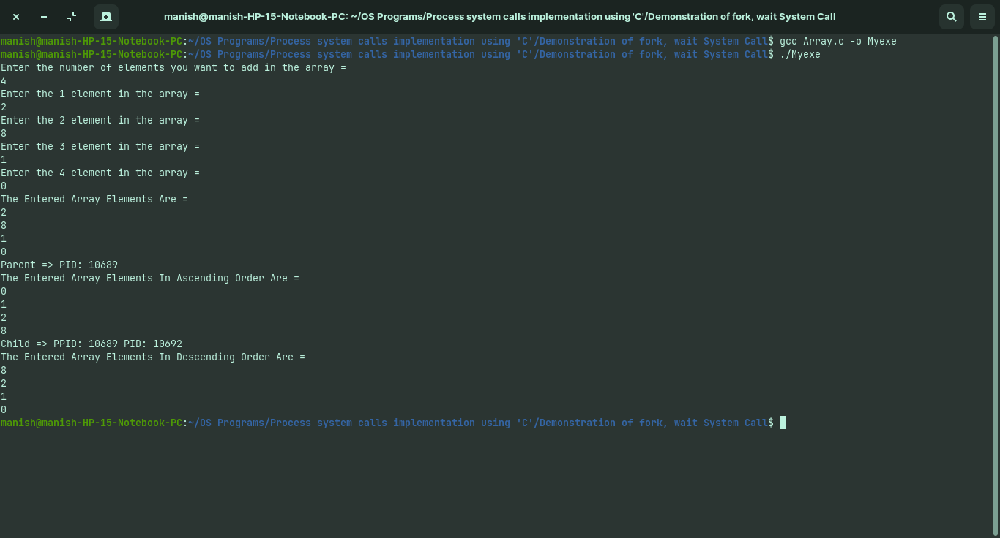 manish@manish-HP-15-Notebook-PC: ~/OS Programs/Process system calls implementation using 'C'/Demonstration of fork, wait System Call
manish@manish-HP-15-Notebook-PC:~/OS Programs/Process system calls implementation using 'C'/Demonstration of fork, wait System Call$ gcc Array.c -o Myexe
manish@manish-HP-15-Notebook-PC:~/OS Programs/Process system calls implementation using 'C'/Demonstration of fork, wait System Call$ ./Myexe
Enter the number of elements you want to add in the array =
4
Enter the 1 element in the array =
2
Enter the 2 element in the array =
8
Enter the 3 element in the array =
1
Enter the 4 element in the array =
0
The Entered Array Elements Are =
2
8
1
0
Parent => PID: 10689
The Entered Array Elements In Ascending Order Are =
0
1
2
8
Child => PPID: 10689 PID: 10692
The Entered Array Elements In Descending Order Are =
8
2
1
0
manish@manish-HP-15-Notebook-PC:~/OS Programs/Process system calls implementation using 'C'/Demonstration of fork, wait System Call$